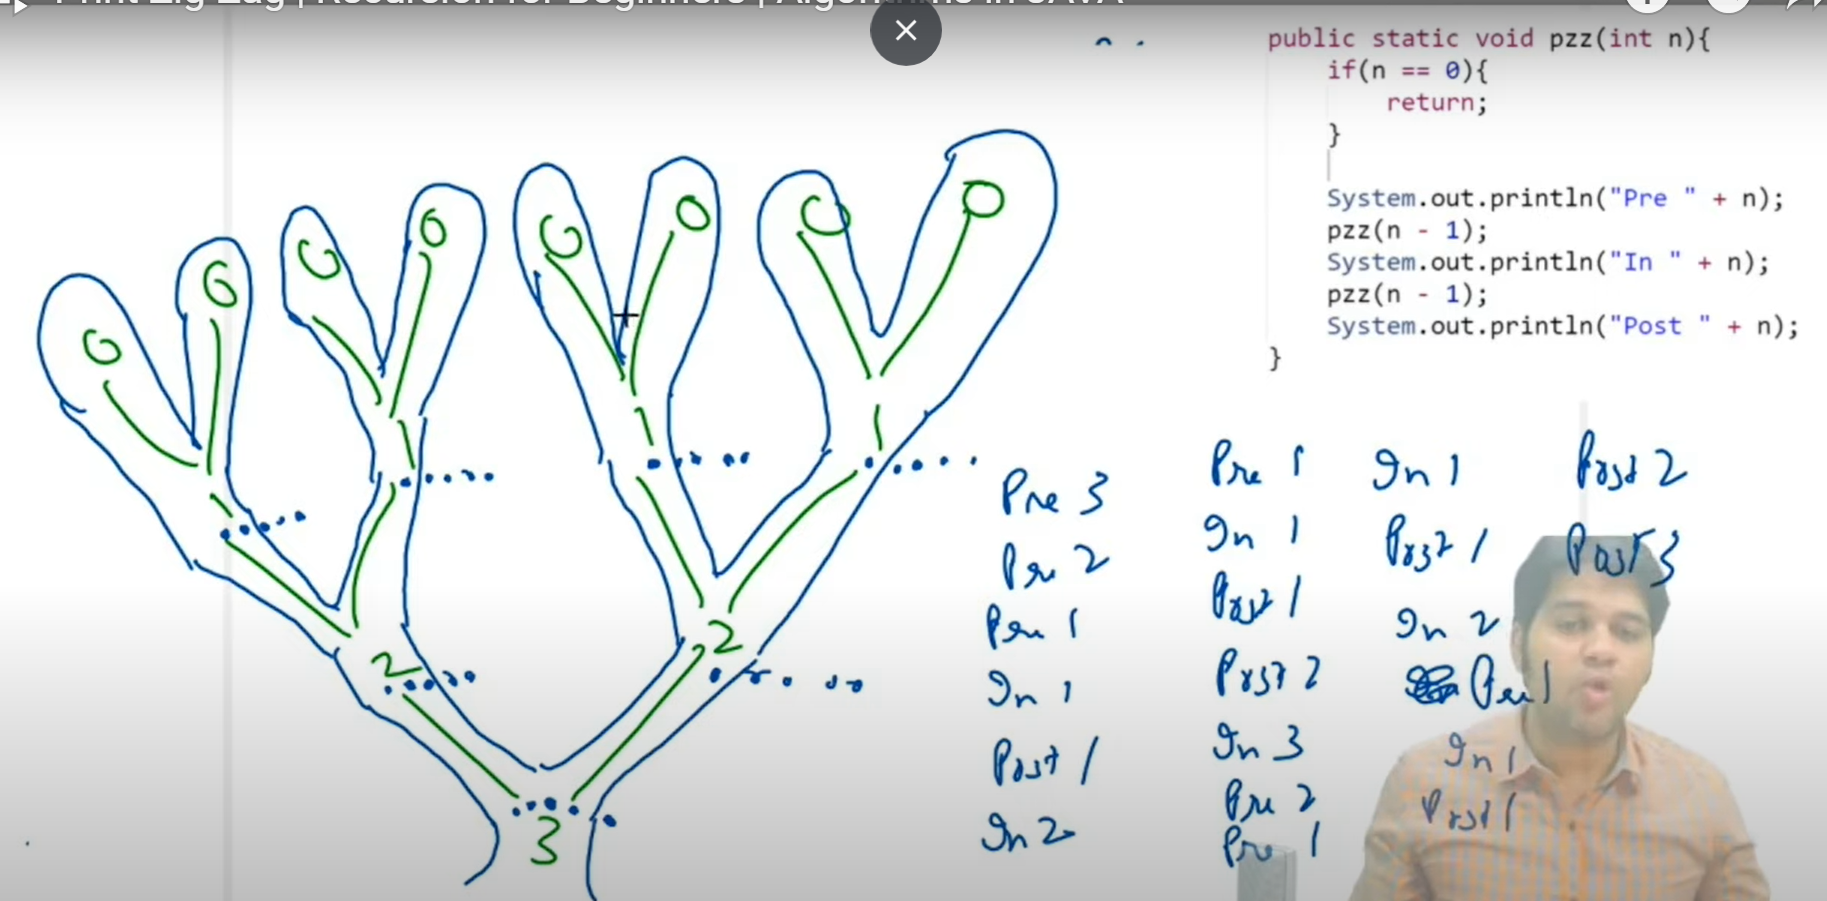 Print Zig Zag | Recursion for Beginners | Algorithms in JAVA
public static void pzz(int n){
if(n == 0){
return;
}
System.out.println("Pre " + n);
pzz(n - 1);
System.out.println("In " + n);
pzz(n - 1);
System.out.println("Post " + n);
}
0 0 0 0 0 0 0 0
1 1 1 1
2 2
3
Pre 3
Pre 2
Pre 1
In 1
Post 1
In 2
Pre 1
In 1
Post 1
Post 2
In 3
Pre 2
Pre 1
In 1
Post 1
In 2
Pre 1
In 1
Post 1
Post 2
Post 3